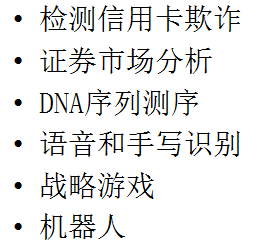 • 检测信用卡欺诈
• 证券市场分析
• DNA序列测序
• 语音和手写识别
• 战略游戏
• 机器人